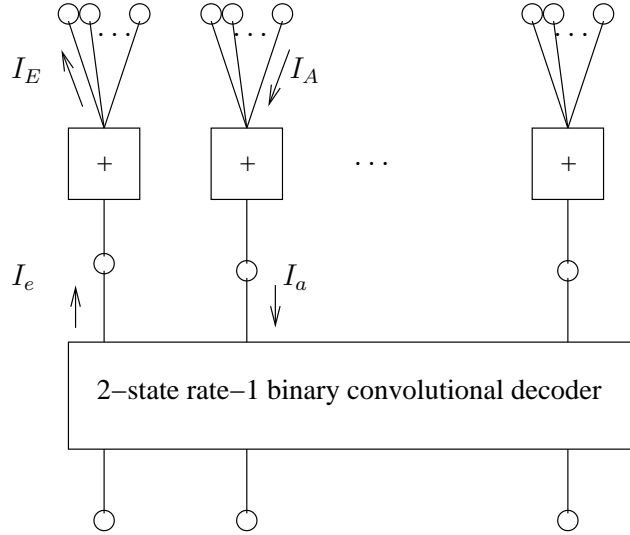 . . . . . . . . .
I_E I_A
+ + . . . +
I_e I_a
2–state rate–1 binary convolutional decoder